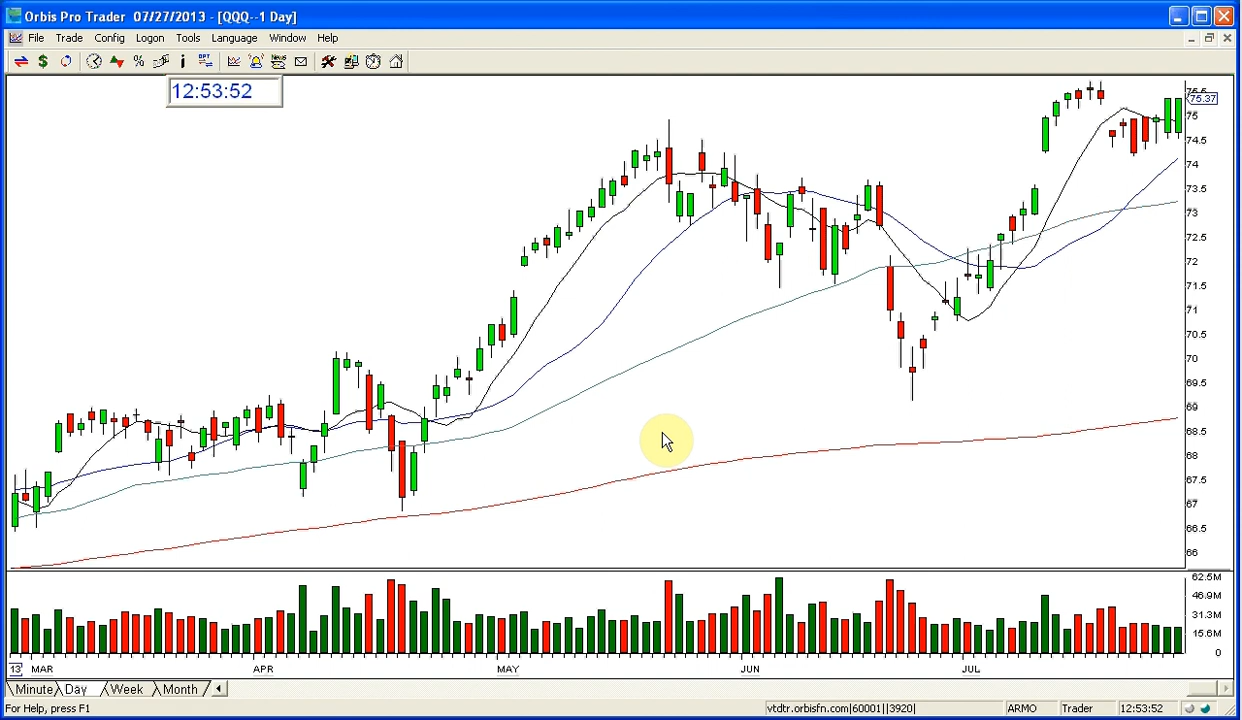 Orbis Pro Trader 07/27/2013 - [QQQ--1 Day]
File Trade Config Logon Tools Language Window Help
12:53:52
75.5
75.37
75
74.5
74
73.5
73
72.5
72
71.5
71
70.5
70
69.5
69
68.5
68
67.5
67
66.5
66
62.5M
46.9M
31.3M
15.6M
0
13 MAR APR MAY JUN JUL
Minute Day Week Month
For Help, press F1 vtdtr.orbisfn.com|60001||3920| ARMO Trader 12:53:52